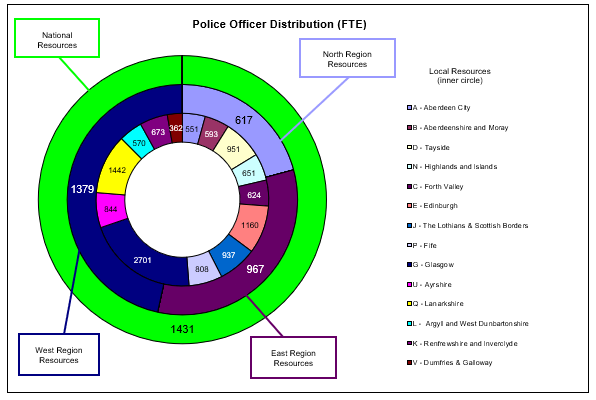 Police Officer Distribution (FTE)
National
Resources
North Region
Resources
Local Resources
(inner circle)
A - Aberdeen City
B - Aberdeenshire and Moray
D - Tayside
N - Highlands and Islands
C - Forth Valley
E - Edinburgh
J - The Lothians & Scottish Borders
P - Fife
G - Glasgow
U - Ayrshire
Q - Lanarkshire
L - Argyll and West Dunbartonshire
K - Renfrewshire and Inverclyde
V - Dumfries & Galloway
617
551
593
951
651
624
1160
937
808
2701
844
1442
570
673
362
1379
967
1431
West Region
Resources
East Region
Resources